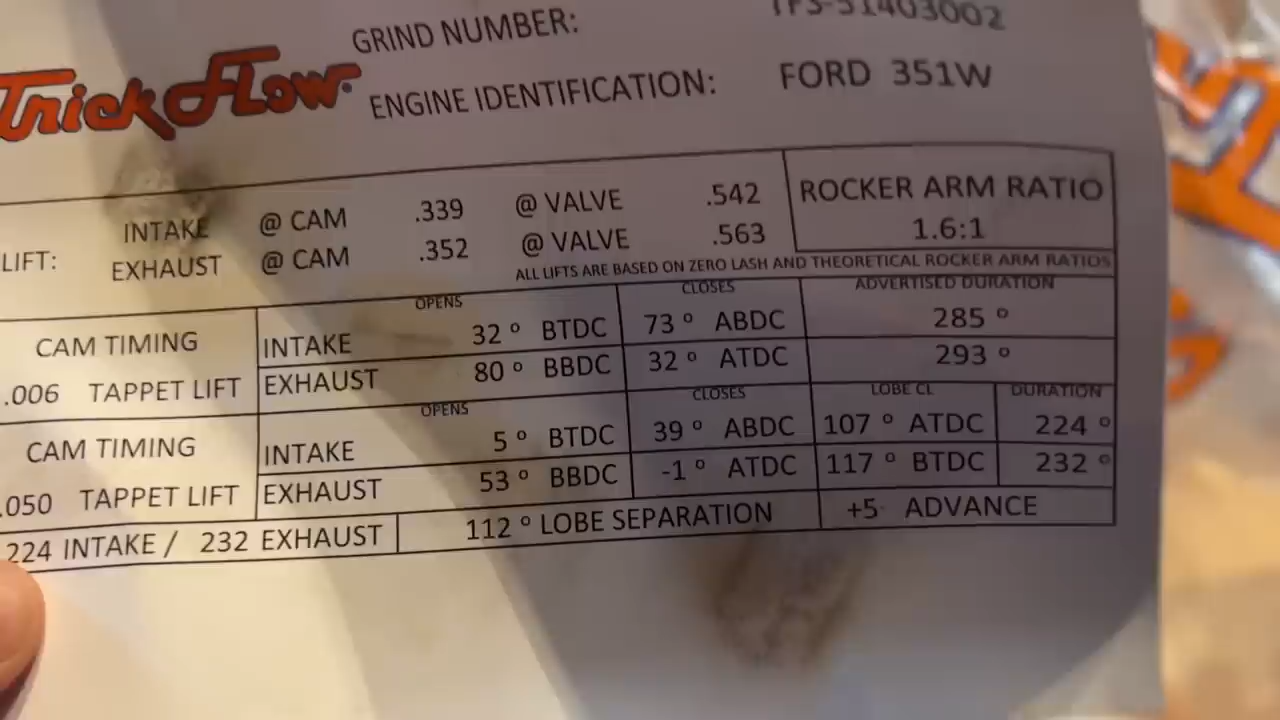 GRIND NUMBER: TFS-51403002
TrickFlow
ENGINE IDENTIFICATION: FORD 351W
LIFT: INTAKE @ CAM .339 @ VALVE .542 ROCKER ARM RATIO
EXHAUST @ CAM .352 @ VALVE .563 1.6:1
ALL LIFTS ARE BASED ON ZERO LASH AND THEORETICAL ROCKER ARM RATIOS
OPENS CLOSES ADVERTISED DURATION
CAM TIMING INTAKE 32 º BTDC 73 º ABDC 285 º
.006 TAPPET LIFT EXHAUST 80 º BBDC 32 º ATDC 293 º
OPENS CLOSES LOBE CL DURATION
CAM TIMING INTAKE 5 º BTDC 39 º ABDC 107 º ATDC 224 º
.050 TAPPET LIFT EXHAUST 53 º BBDC -1 º ATDC 117 º BTDC 232 º
224 INTAKE / 232 EXHAUST 112 º LOBE SEPARATION +5 ADVANCE